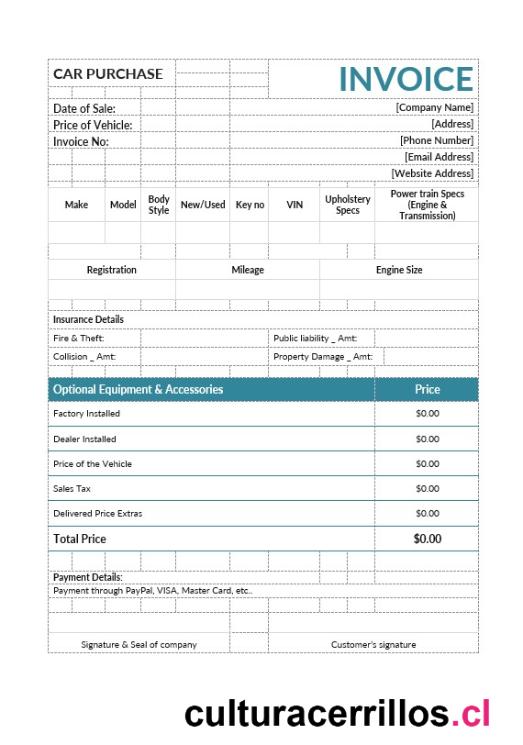 CAR PURCHASE
INVOICE
Date of Sale:
[Company Name]
Price of Vehicle:
[Address]
Invoice No:
[Phone Number]
[Email Address]
[Website Address]
Make
Model
Body
Style
New/Used
Key no
VIN
Upholstery
Specs
Power train Specs
(Engine &
Transmission)
Registration
Mileage
Engine Size
Insurance Details
Fire & Theft:
Public liability _ Amt:
Collision _ Amt:
Property Damage _ Amt:
Optional Equipment & Accessories
Price
Factory Installed
$0.00
Dealer Installed
$0.00
Price of the Vehicle
$0.00
Sales Tax
$0.00
Delivered Price Extras
$0.00
Total Price
$0.00
Payment Details:
Payment through PayPal, VISA, Master Card, etc..
Signature & Seal of company
Customer's signature
culturacerrillos.cl